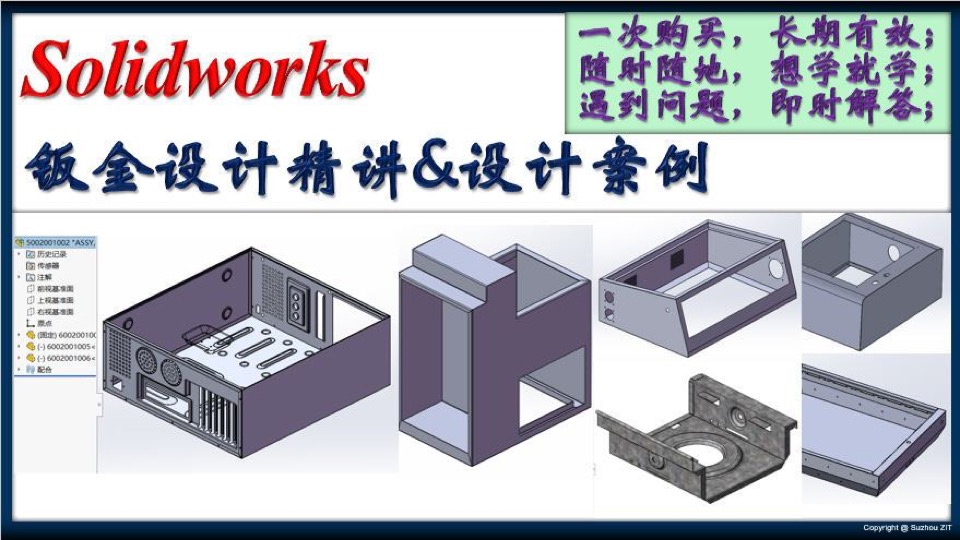 Solidworks
一次购买，长期有效；
随时随地，想学就学；
遇到问题，即时解答；
钣金设计精讲&设计案例
5002001002 "ASSY,
历史记录
传感器
注解
前视基准面
上视基准面
右视基准面
原点
(固定) 60020010C
(-) 6002001005<
(-) 6002001006<
配合
Copyright @ Suzhou ZIT